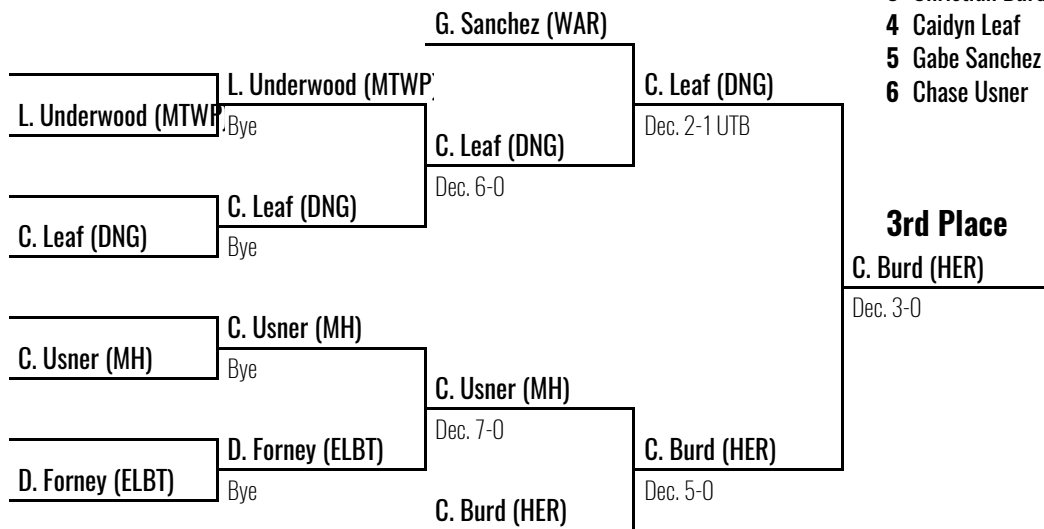 G. Sanchez (WAR)
4 Caidyn Leaf
5 Gabe Sanchez
6 Chase Usner
L. Underwood (MTWP)
L. Underwood (MTWP)
Bye
C. Leaf (DNG)
Dec. 2-1 UTB
C. Leaf (DNG)
Dec. 6-0
C. Leaf (DNG)
C. Leaf (DNG)
Bye
3rd Place
C. Burd (HER)
Dec. 3-0
C. Usner (MH)
C. Usner (MH)
Bye
C. Usner (MH)
Dec. 7-0
D. Forney (ELBT)
D. Forney (ELBT)
Bye
C. Burd (HER)
Dec. 5-0
C. Burd (HER)